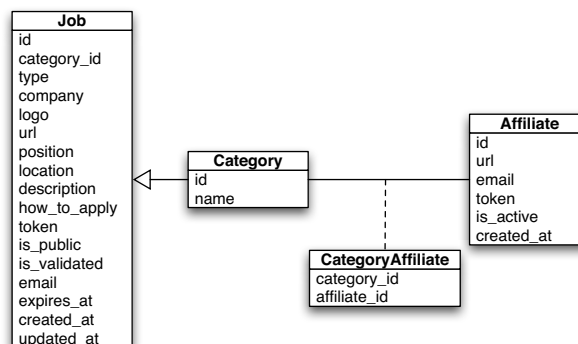 Job
id
category_id
type
company
logo
url
position
location
description
how_to_apply
token
is_public
is_validated
email
expires_at
created_at
updated_at
Category
id
name
Affiliate
id
url
email
token
is_active
created_at
CategoryAffiliate
category_id
affiliate_id